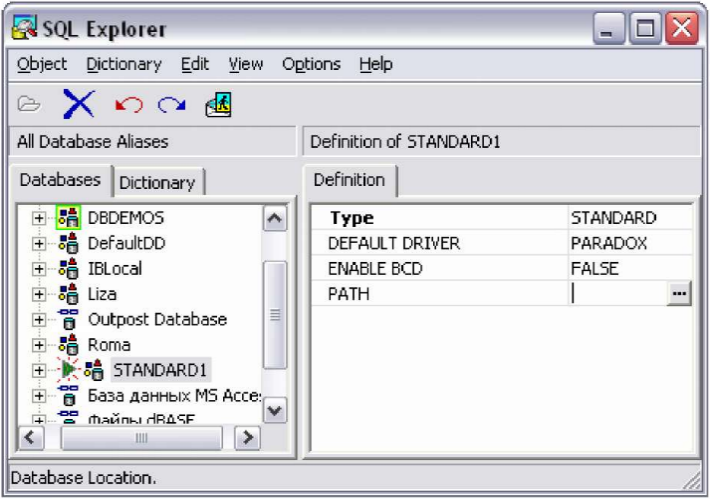 SQL Explorer
Object Dictionary Edit View Options Help
All Database Aliases
Definition of STANDARD1
Databases Dictionary
Definition
DBDEMOS
DefaultDD
IBLocal
Liza
Outpost Database
Roma
STANDARD1
База данных MS Acce
Файлы dBASE
Type STANDARD
DEFAULT DRIVER PARADOX
ENABLE BCD FALSE
PATH ...
Database Location.